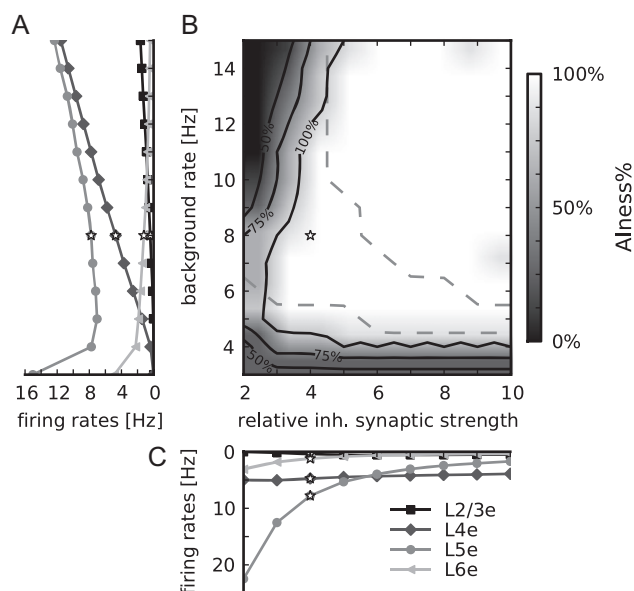 A
B
14
12
10
8
6
4
background rate [Hz]
50%
75%
100%
75%
50%
100%
50%
0%
AIness%
16 12 8 4 0
firing rates [Hz]
2 4 6 8 10
relative inh. synaptic strength
C
0
5
10
20
firing rates [Hz]
L2/3e
L4e
L5e
L6e